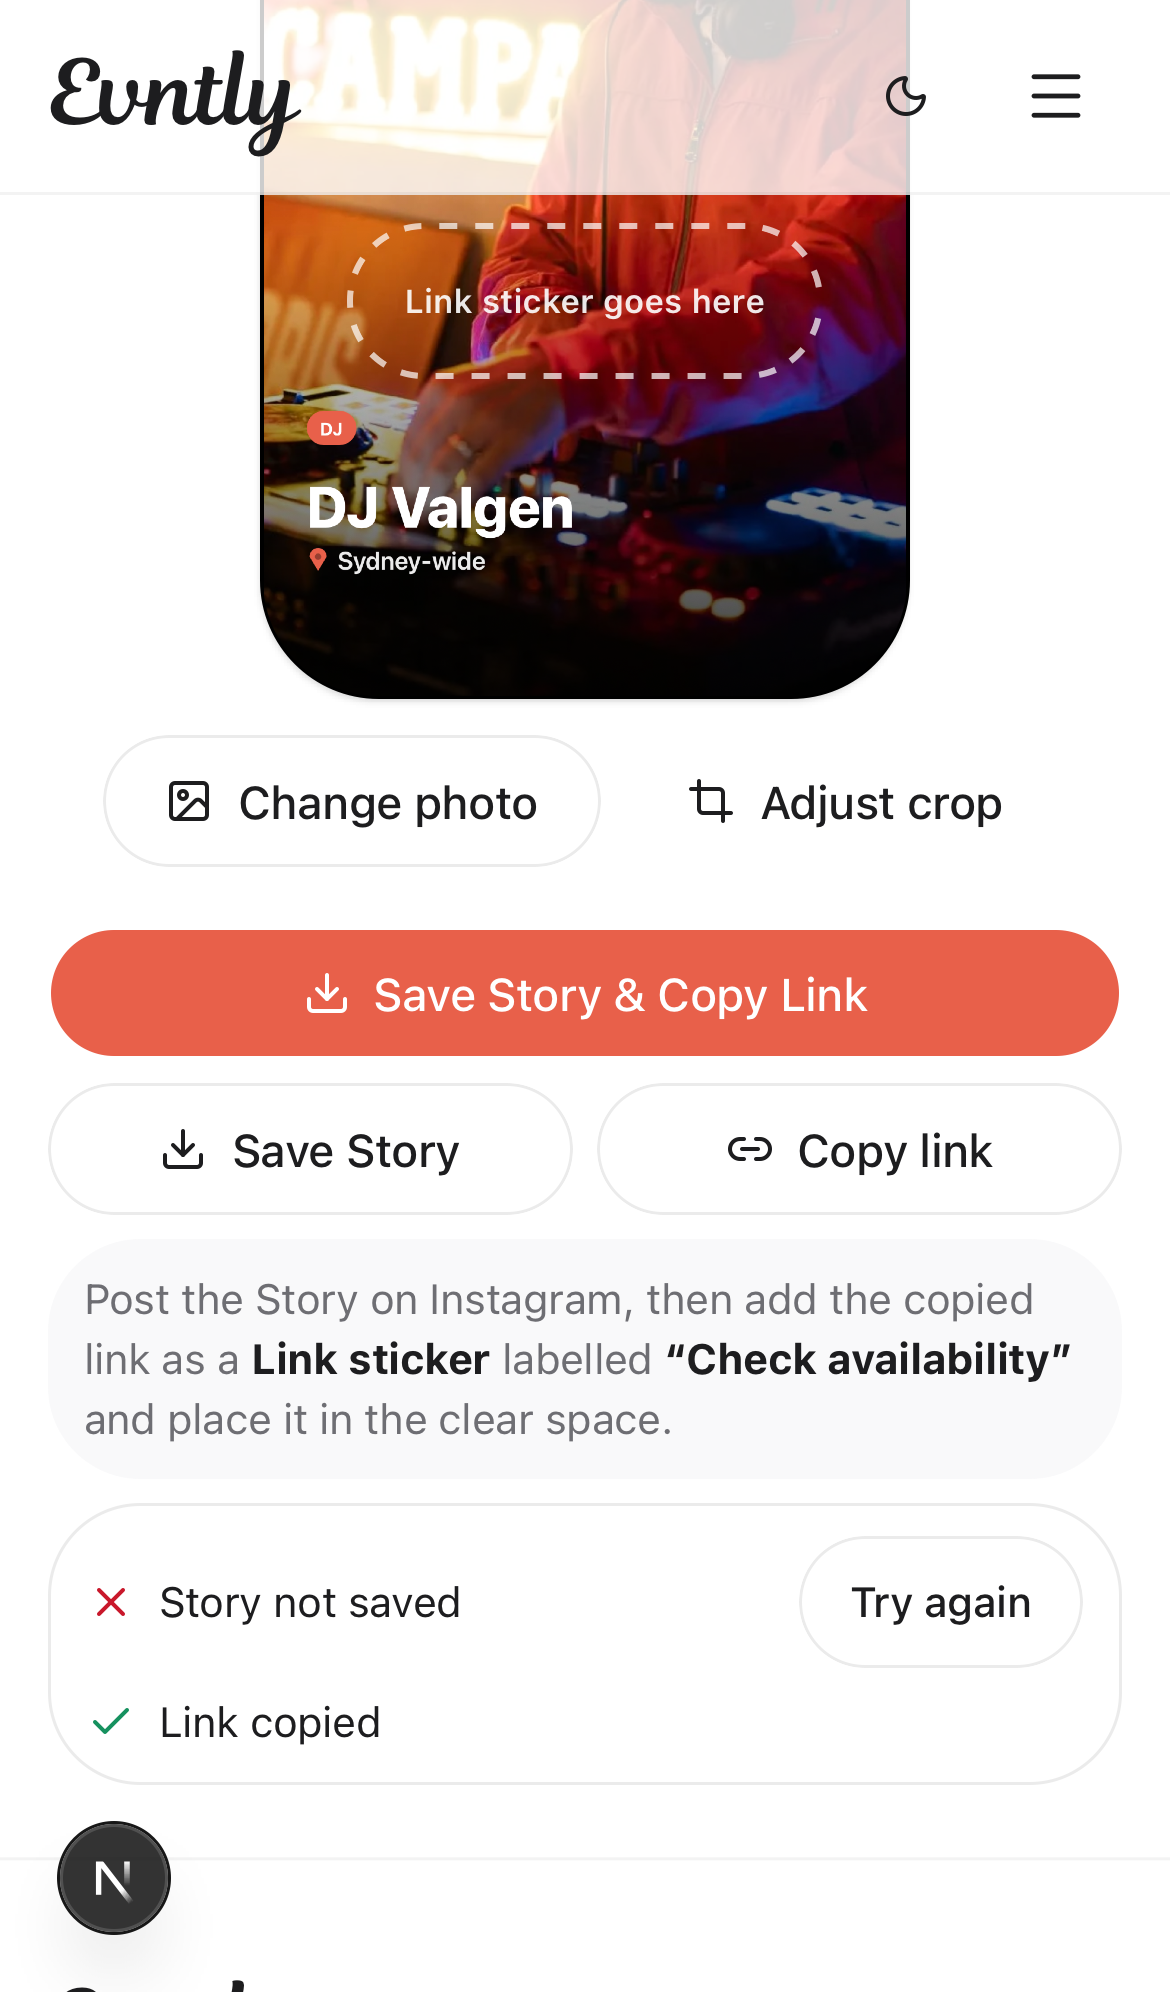 CAMPA
Evntly
Link sticker goes here
DJ
DJ Valgen
Sydney-wide
Change photo
Adjust crop
Save Story & Copy Link
Save Story
Copy link
Post the Story on Instagram, then add the copied
link as a Link sticker labelled “Check availability”
and place it in the clear space.
Story not saved
Try again
Link copied
N